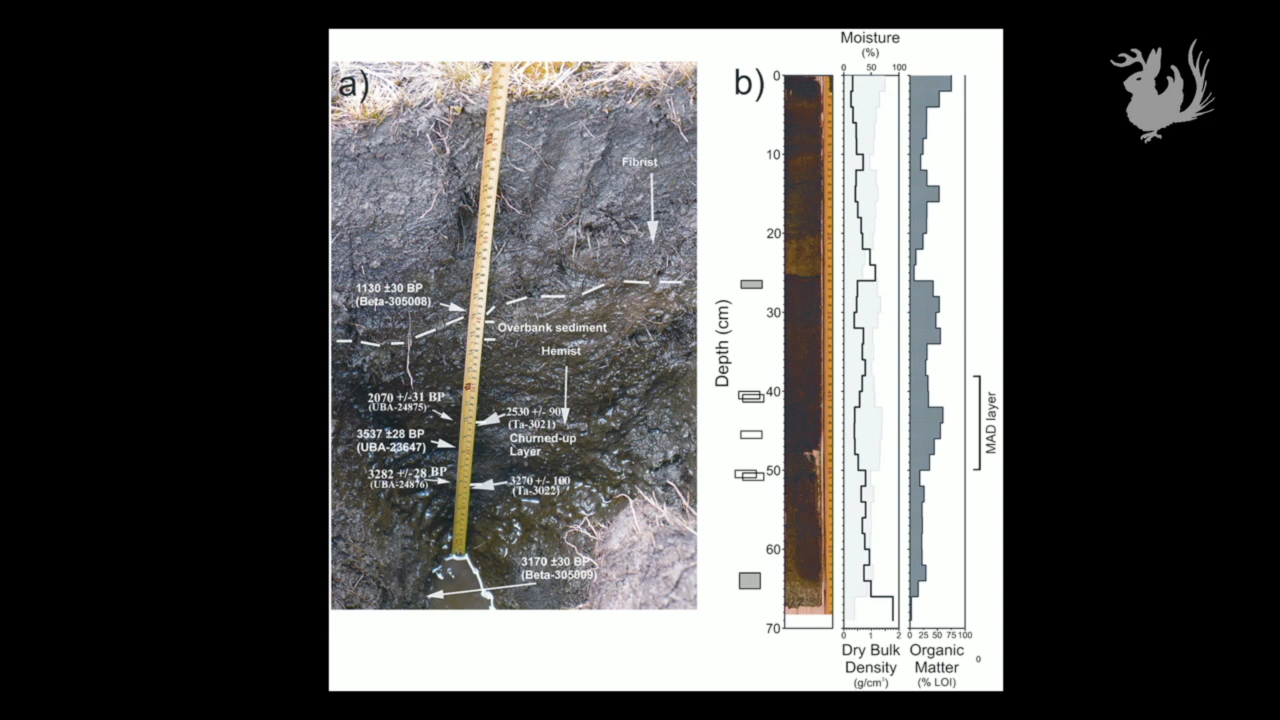 a)
Fibrist
1130 ±30 BP
(Beta-305008)
Overbank sediment
Hemist
2070 +/-31 BP
(UBA-24875)
2530 +/- 90
(Ta-3021)
Churned-up
Layer
3537 ±28 BP
(UBA-23647)
3282 +/-28 BP
(UBA-24876)
3270 +/- 100
(Ta-3022)
3170 ±30 BP
(Beta-305009)
b)
Moisture
(%)
0 50 100
0
10
20
30
40
50
60
70
Depth (cm)
MAD layer
0 1 2
Dry Bulk
Density
(g/cm³)
0 25 50 75 100
Organic
Matter
(% LOI)
0